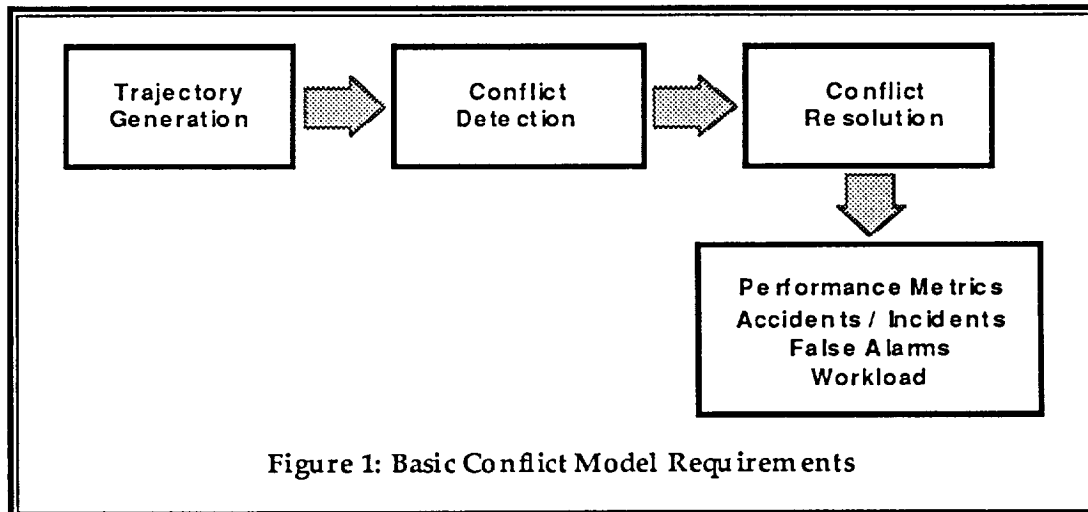 Trajectory
Generation
Conflict
Detection
Conflict
Resolution
Performance Metrics
Accidents / Incidents
False Alarms
Workload
Figure 1: Basic Conflict Model Requirements